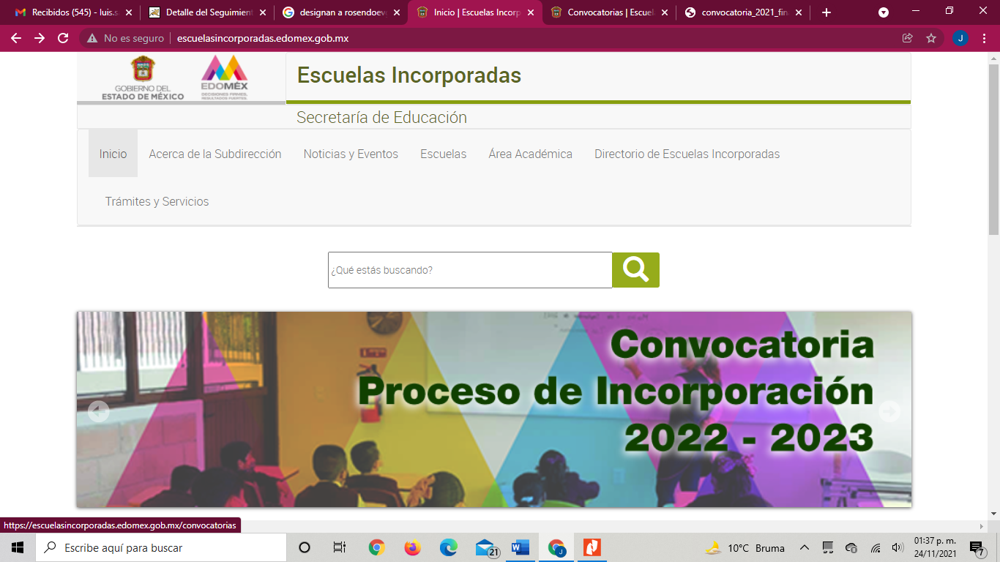 Recibidos (545) - luis.s
Detalle del Seguimient
designan a rosendoev
Inicio | Escuelas Incorp
Convocatorias | Escuel
convocatoria_2021_fin
No es seguro
escuelasincorporadas.edomex.gob.mx
J
GOBIERNO DEL
ESTADO DE MÉXICO
EDOMÉX
DECISIONES FIRMES,
RESULTADOS FUERTES.
Escuelas Incorporadas
Secretaría de Educación
Inicio
Acerca de la Subdirección
Noticias y Eventos
Escuelas
Área Académica
Directorio de Escuelas Incorporadas
Trámites y Servicios
¿Qué estás buscando?
Convocatoria
Proceso de Incorporación
2022 - 2023
https://escuelasincorporadas.edomex.gob.mx/convocatorias
Escribe aquí para buscar
21
J
10°C Bruma
01:37 p. m.
24/11/2021
7